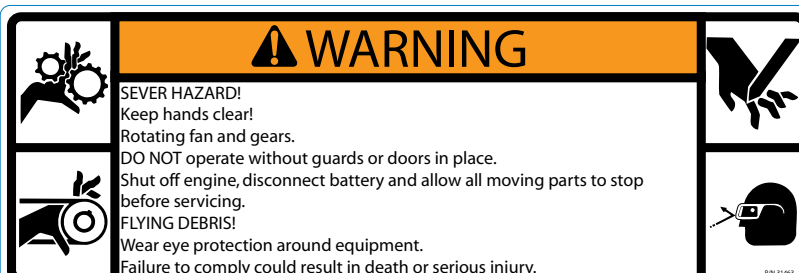 WARNING
SEVER HAZARD!
Keep hands clear!
Rotating fan and gears.
DO NOT operate without guards or doors in place.
Shut off engine, disconnect battery and allow all moving parts to stop
before servicing.
FLYING DEBRIS!
Wear eye protection around equipment.
Failure to comply could result in death or serious injury.